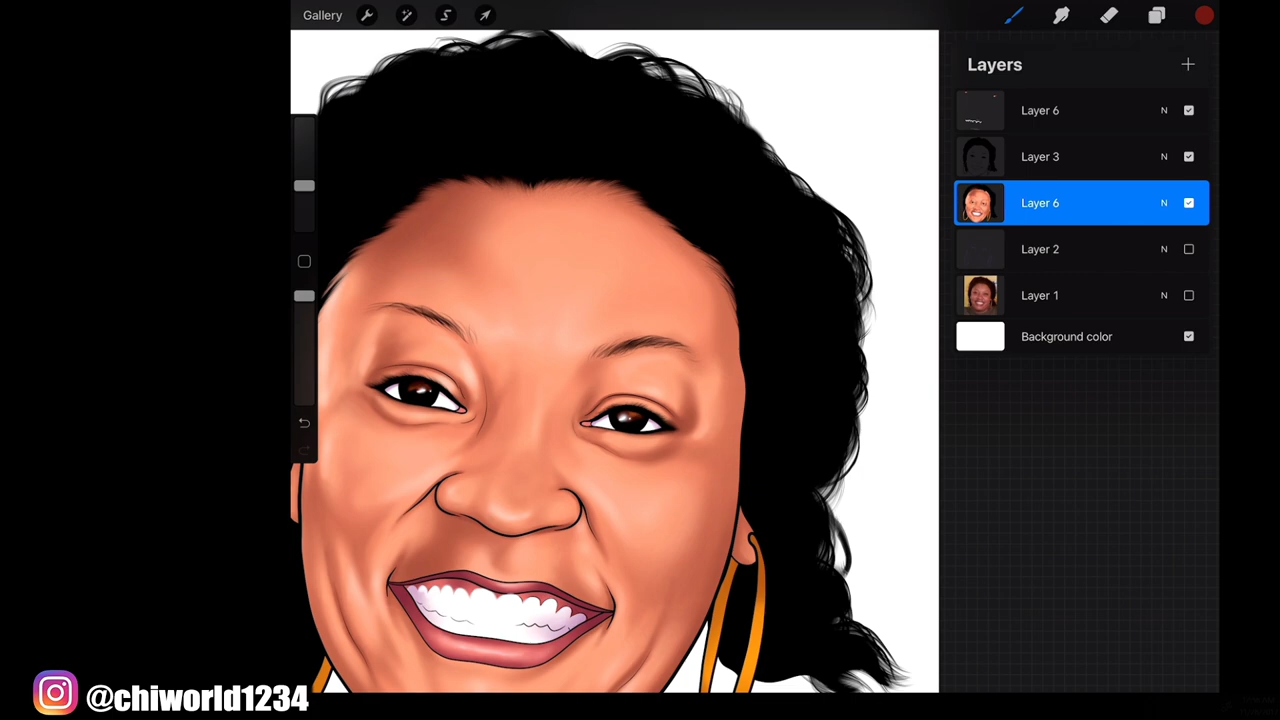 Gallery
Layers
Layer 6 N
Layer 3 N
Layer 6 N
Layer 2 N
Layer 1 N
Background color
@chiworld1234